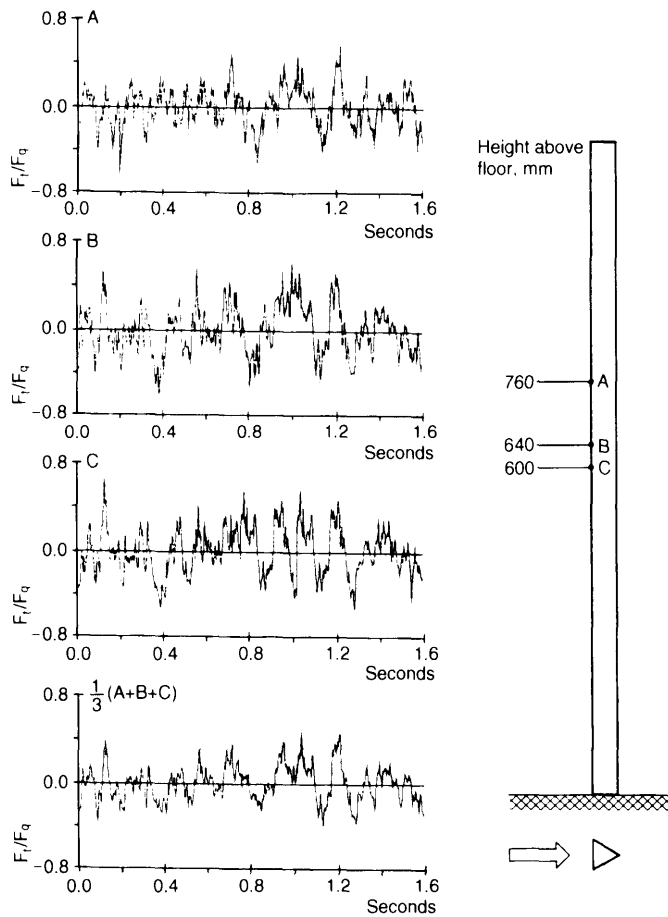 A
0.8
0.0
-0.8
F_t/F_q
0.0 0.4 0.8 1.2 1.6
Seconds
B
0.8
0.0
-0.8
F_t/F_q
0.0 0.4 0.8 1.2 1.6
Seconds
C
0.8
0.0
-0.8
F_t/F_q
0.0 0.4 0.8 1.2 1.6
Seconds
1/3 (A+B+C)
0.8
0.0
-0.8
F_t/F_q
0.0 0.4 0.8 1.2 1.6
Seconds
Height above
floor, mm
760 A
640 B
600 C